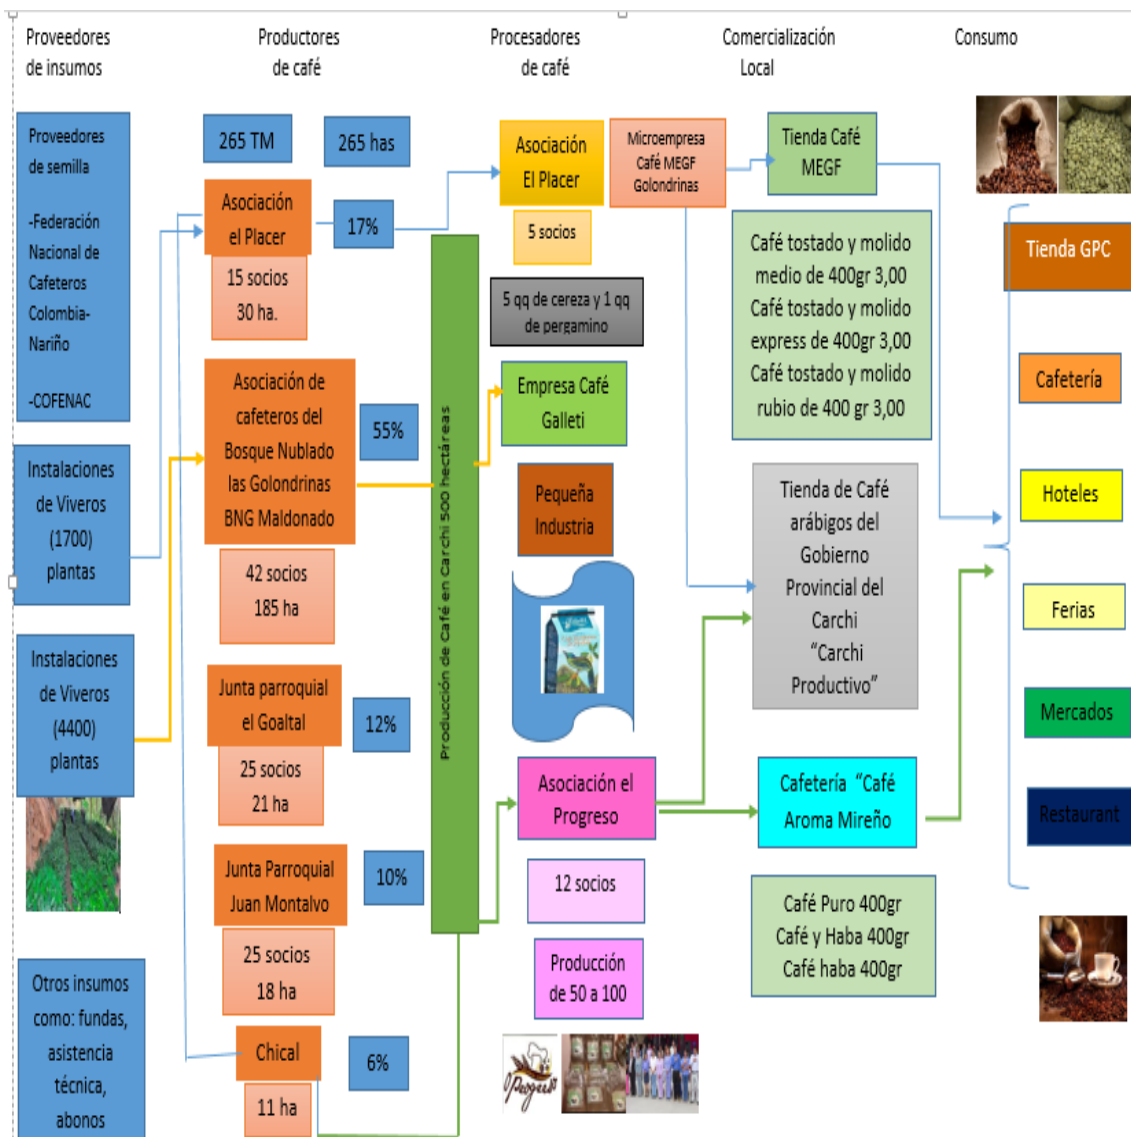 Proveedores
de insumos
Productores
de café
Procesadores
de café
Comercialización
Local
Consumo
Proveedores
de semilla
-Federación
Nacional de
Cafeteros
Colombia-
Nariño
-COFENAC
Instalaciones
de Viveros
(1700)
plantas
Instalaciones
de Viveros
(4400)
plantas
Otros insumos
como: fundas,
asistencia
técnica,
abonos
265 TM
265 has
Asociación
el Placer
17%
15 socios
30 ha.
Asociación de
cafeteros del
Bosque Nublado
las Golondrinas
BNG Maldonado
55%
42 socios
185 ha
Junta parroquial
el Goaltal
12%
25 socios
21 ha
Junta Parroquial
Juan Montalvo
10%
25 socios
18 ha
Chical
6%
11 ha
Producción de Café en Carchi 500 hectáreas
Asociación
El Placer
5 socios
5 qq de cereza y 1 qq
de pergamino
Empresa Café
Galleti
Pequeña
Industria
Asociación el
Progreso
12 socios
Producción
de 50 a 100
Progreso
Microempresa
Café MEGF
Golondrinas
Tienda Café
MEGF
Café tostado y molido
medio de 400gr 3,00
Café tostado y molido
express de 400gr 3,00
Café tostado y molido
rubio de 400 gr 3,00
Tienda de Café
arábigos del
Gobierno
Provincial del
Carchi
"Carchi
Productivo"
Cafetería "Café
Aroma Mireño
Café Puro 400gr
Café y Haba 400gr
Café haba 400gr
Tienda GPC
Cafetería
Hoteles
Ferias
Mercados
Restaurant